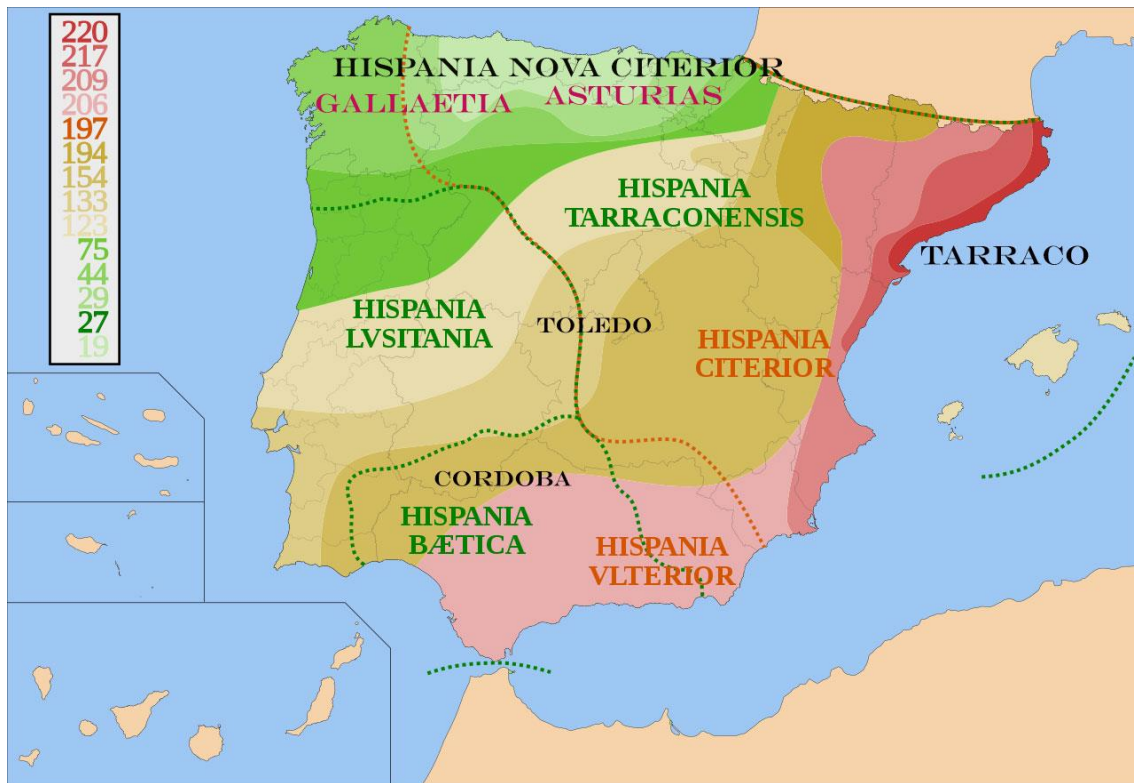 220
217
209
206
197
194
154
133
123
75
44
29
27
19
HISPANIA NOVA CITERIOR
GALLAETIA
ASTURIAS
HISPANIA
TARRACONENSIS
TARRACO
HISPANIA
LVSITANIA
TOLEDO
HISPANIA
CITERIOR
CORDOBA
HISPANIA
BÆTICA
HISPANIA
VLTERIOR